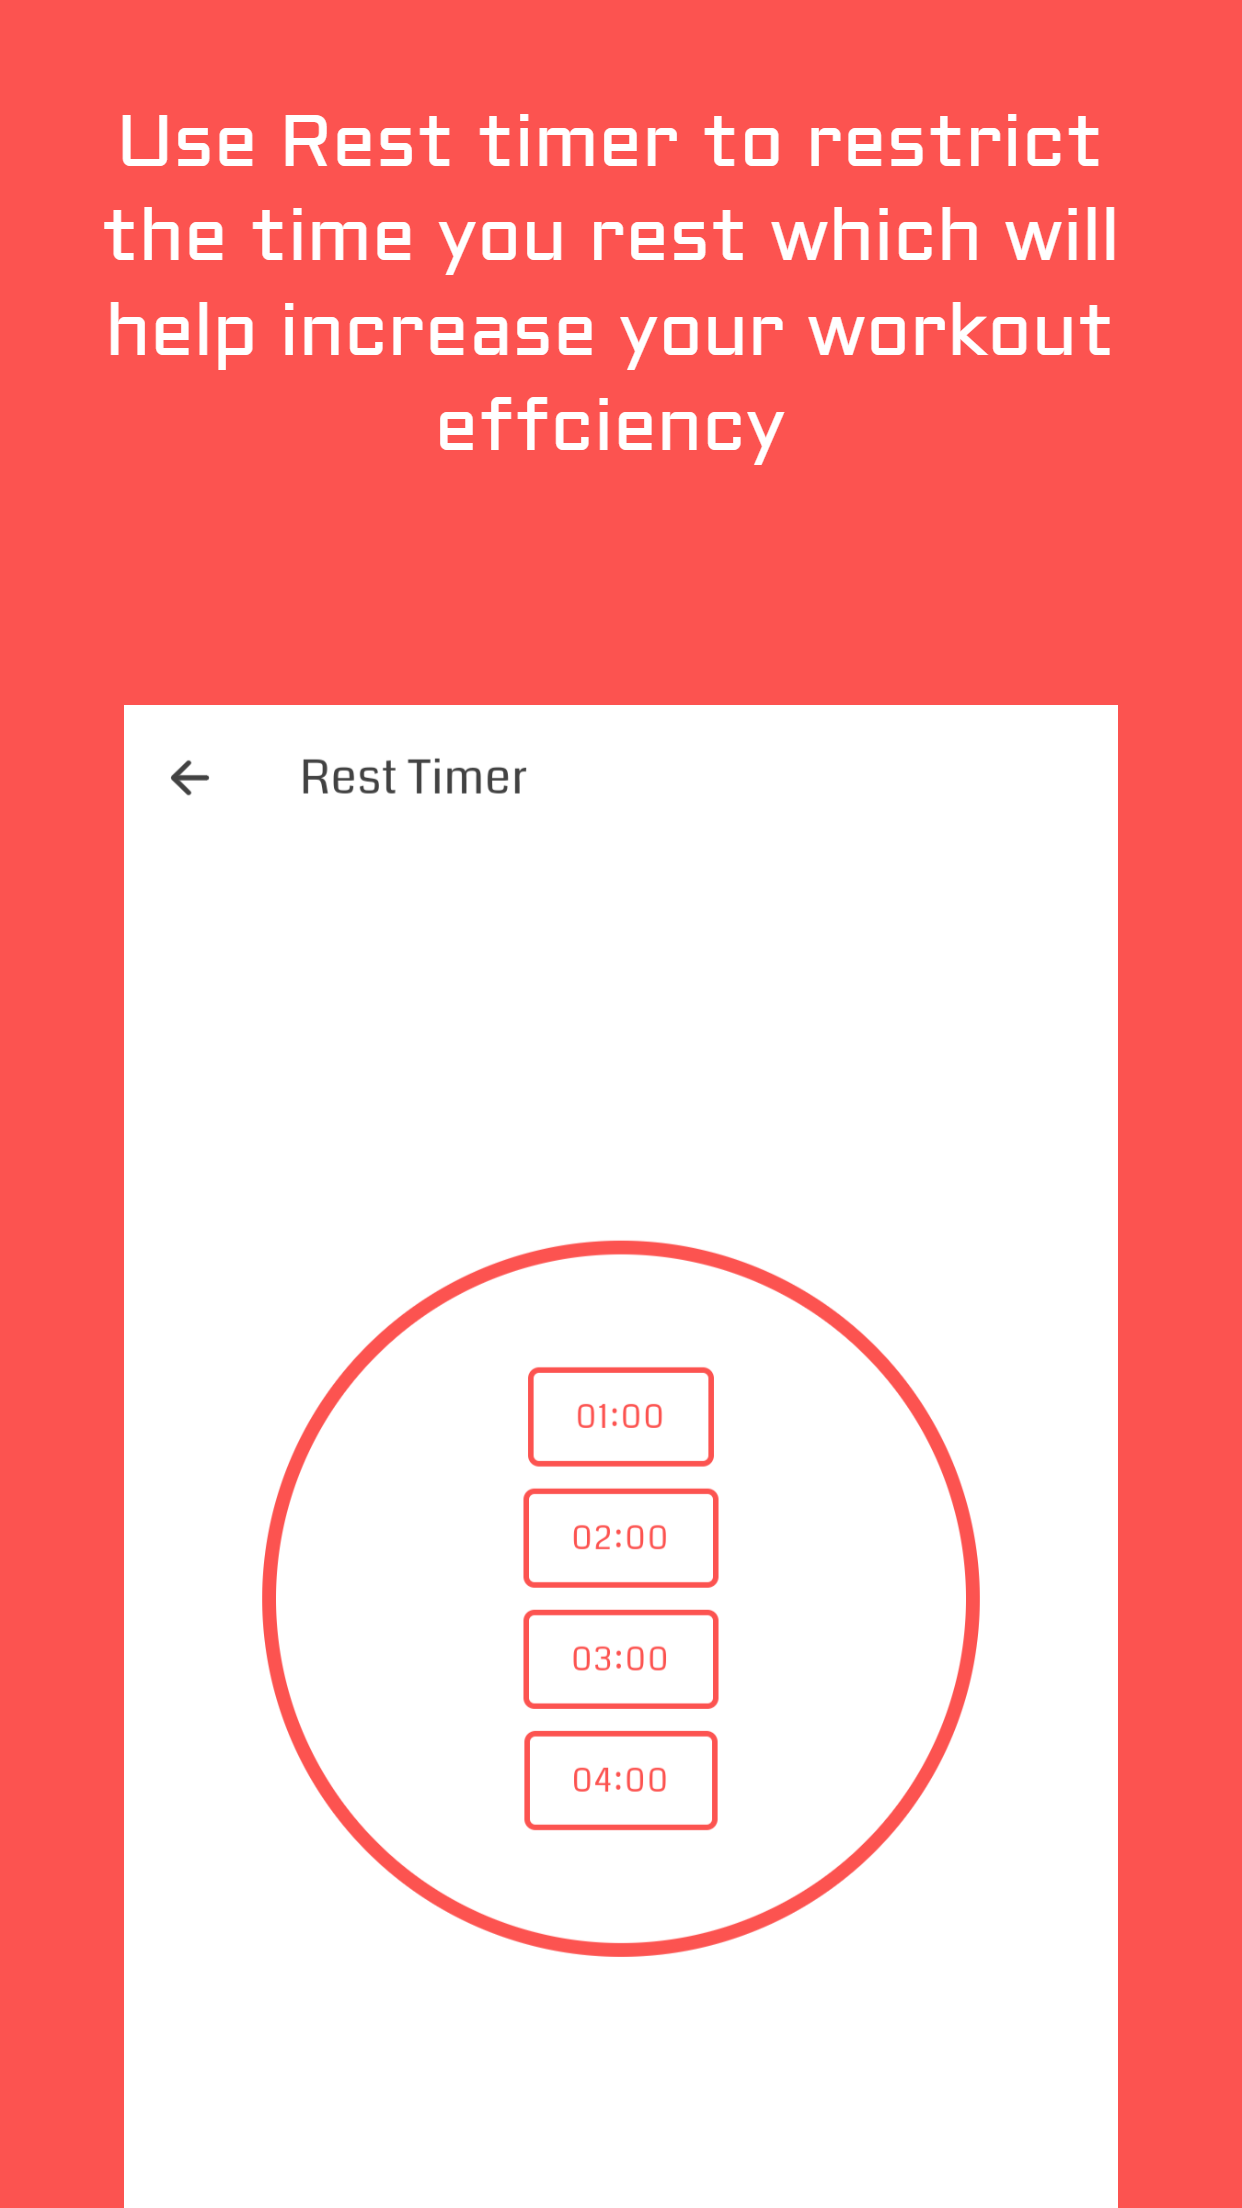 Use Rest timer to restrict
the time you rest which will
help increase your workout
effciency
Rest Timer
01:00
02:00
03:00
04:00